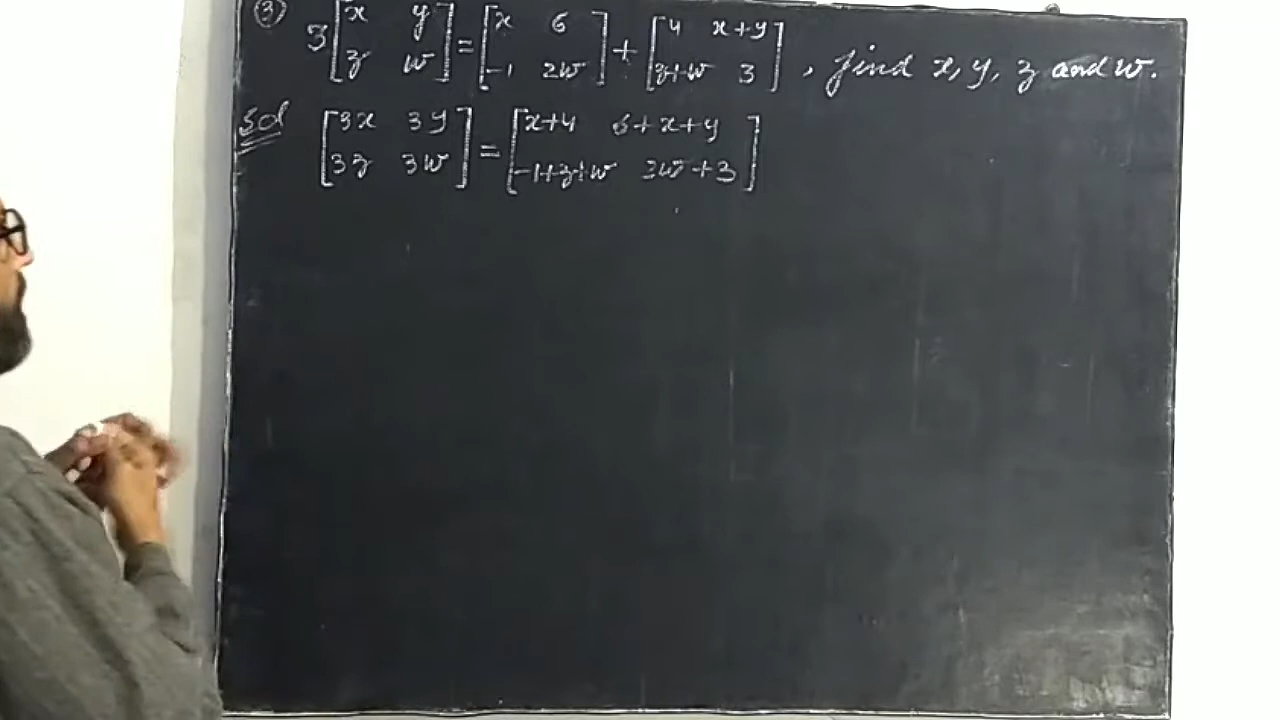 (3) 3[x y z w] = [x 6 -1 2w] + [4 x+y z+w 3], find x, y, z and w.
Sol [3x 3y 3z 3w] = [x+4 6+x+y -1+z+w 2w+3]